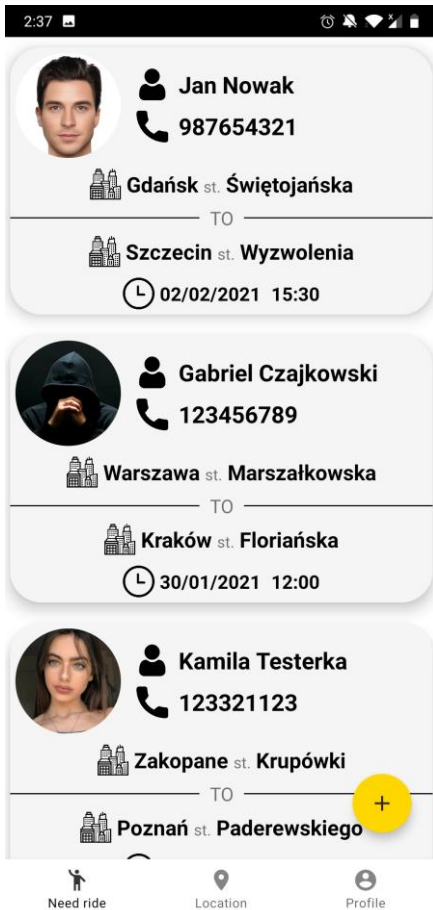 2:37
Jan Nowak
987654321
Gdańsk st. Świętojańska
TO
Szczecin st. Wyzwolenia
02/02/2021 15:30
Gabriel Czajkowski
123456789
Warszawa st. Marszałkowska
TO
Kraków st. Floriańska
30/01/2021 12:00
Kamila Testerka
123321123
Zakopane st. Krupówki
TO
+
Poznań st. Paderewskiego
Need ride Location Profile